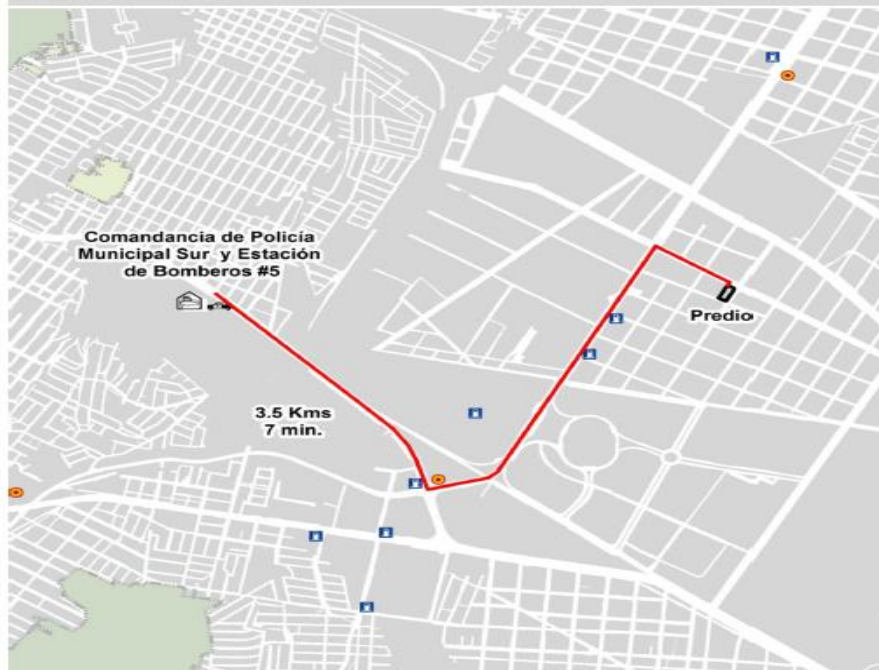 Comandancia de Policía
Municipal Sur y Estación
de Bomberos #5
Predio
3.5 Kms
7 min.